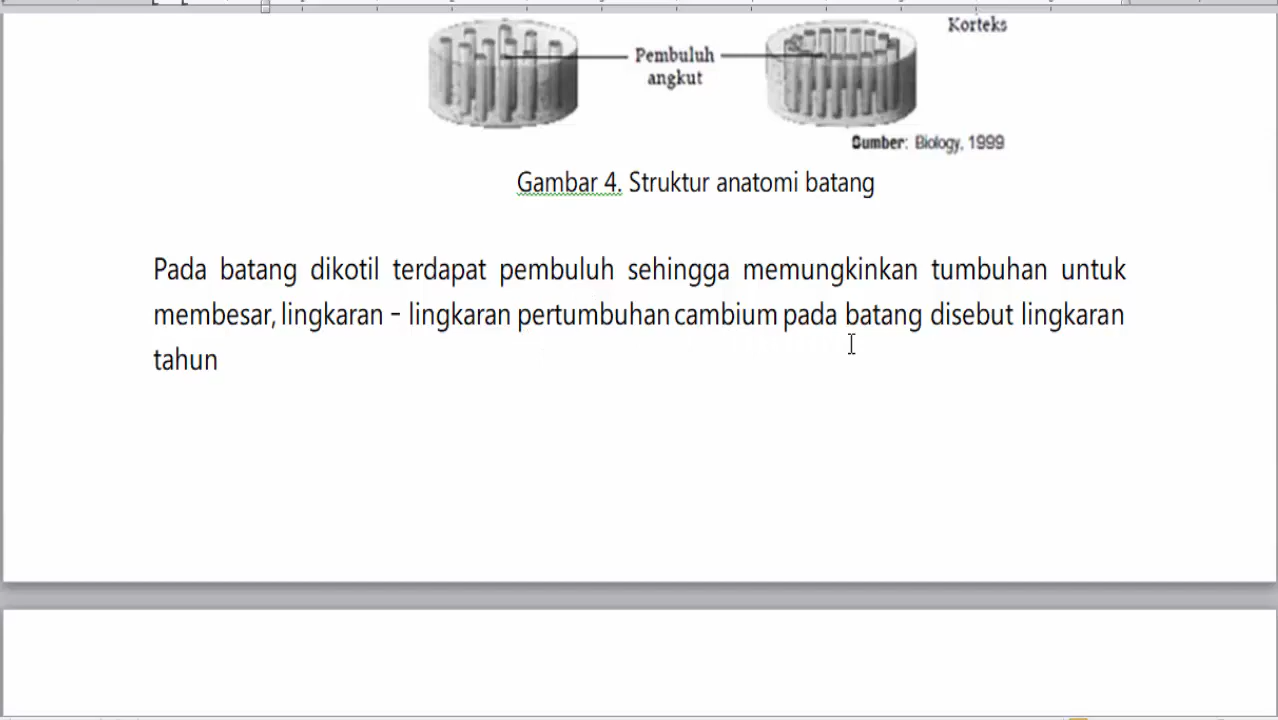 Korteks
Pembuluh
angkut
Sumber: Biology, 1999
Gambar 4. Struktur anatomi batang
Pada batang dikotil terdapat pembuluh sehingga memungkinkan tumbuhan untuk
membesar, lingkaran - lingkaran pertumbuhan cambium pada batang disebut lingkaran
tahun